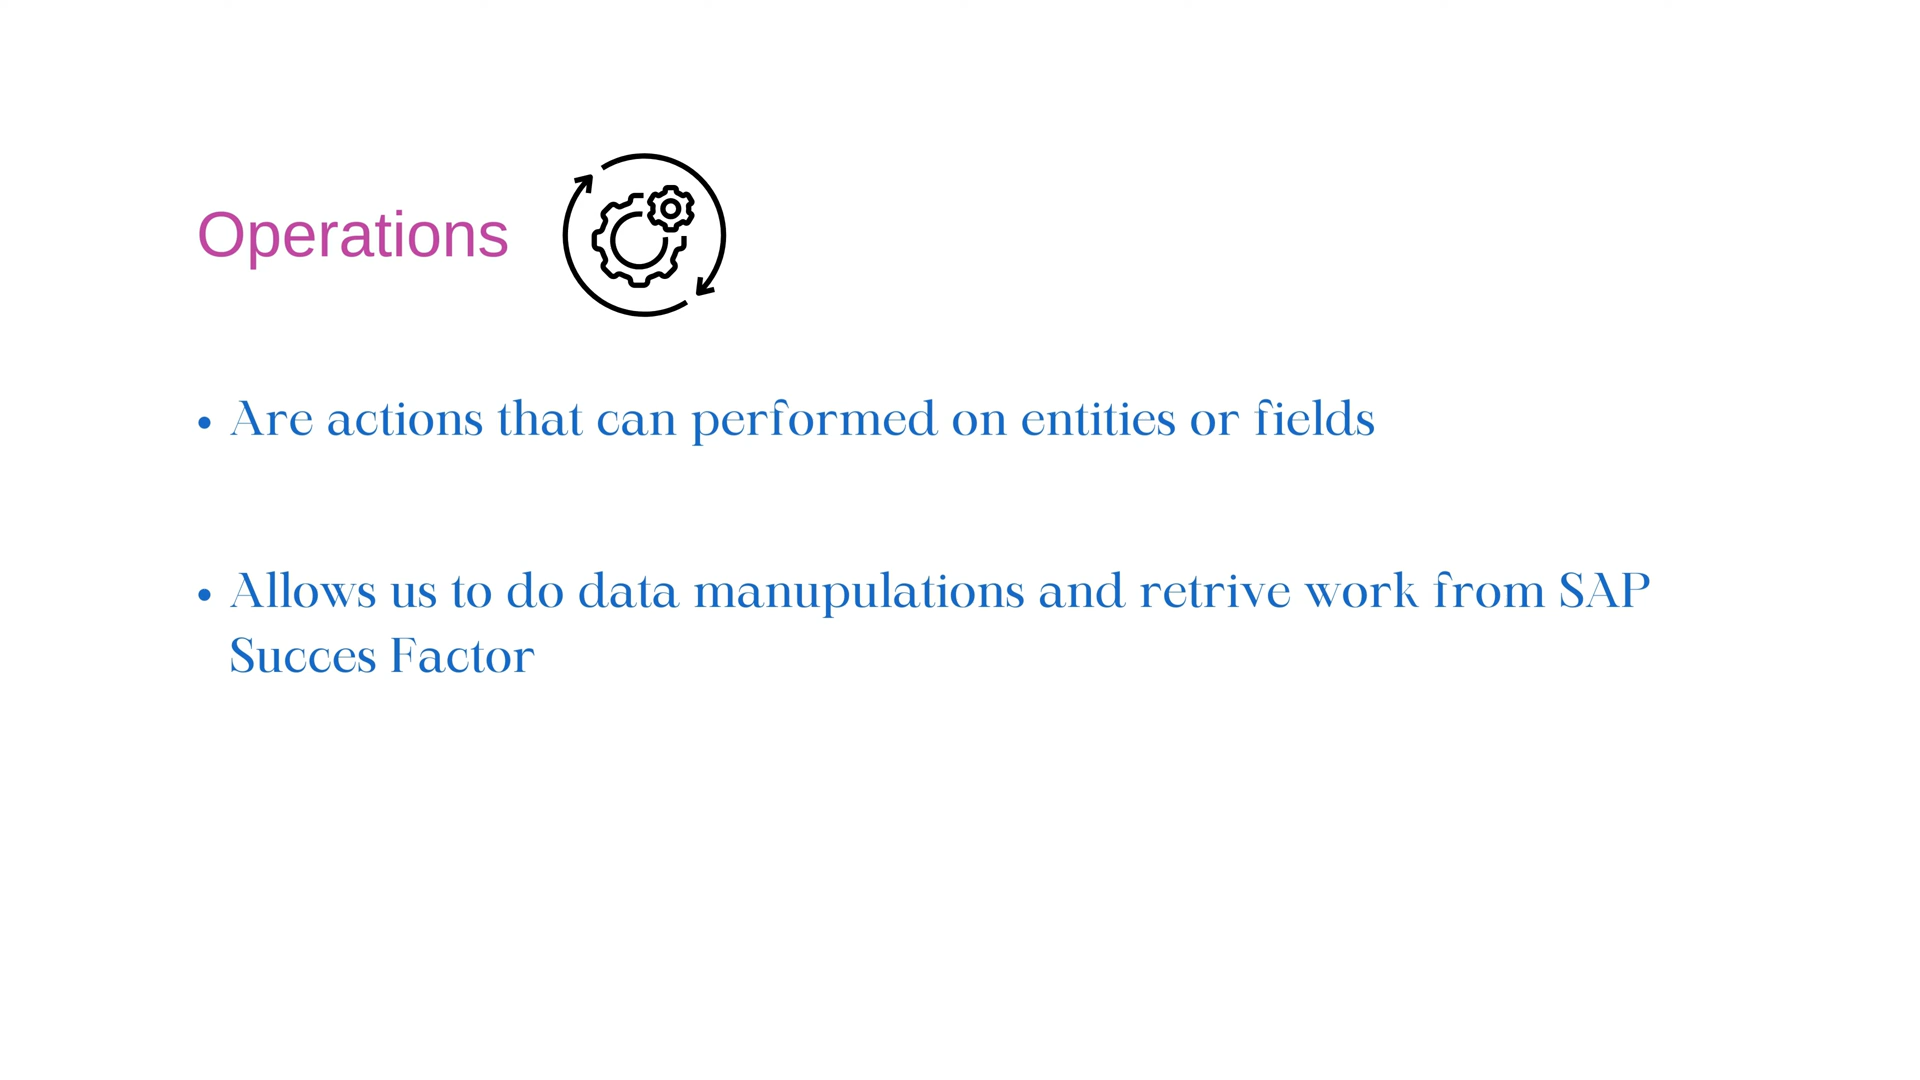 Operations
• Are actions that can performed on entities or fields
• Allows us to do data manupulations and retrive work from SAP
Succes Factor